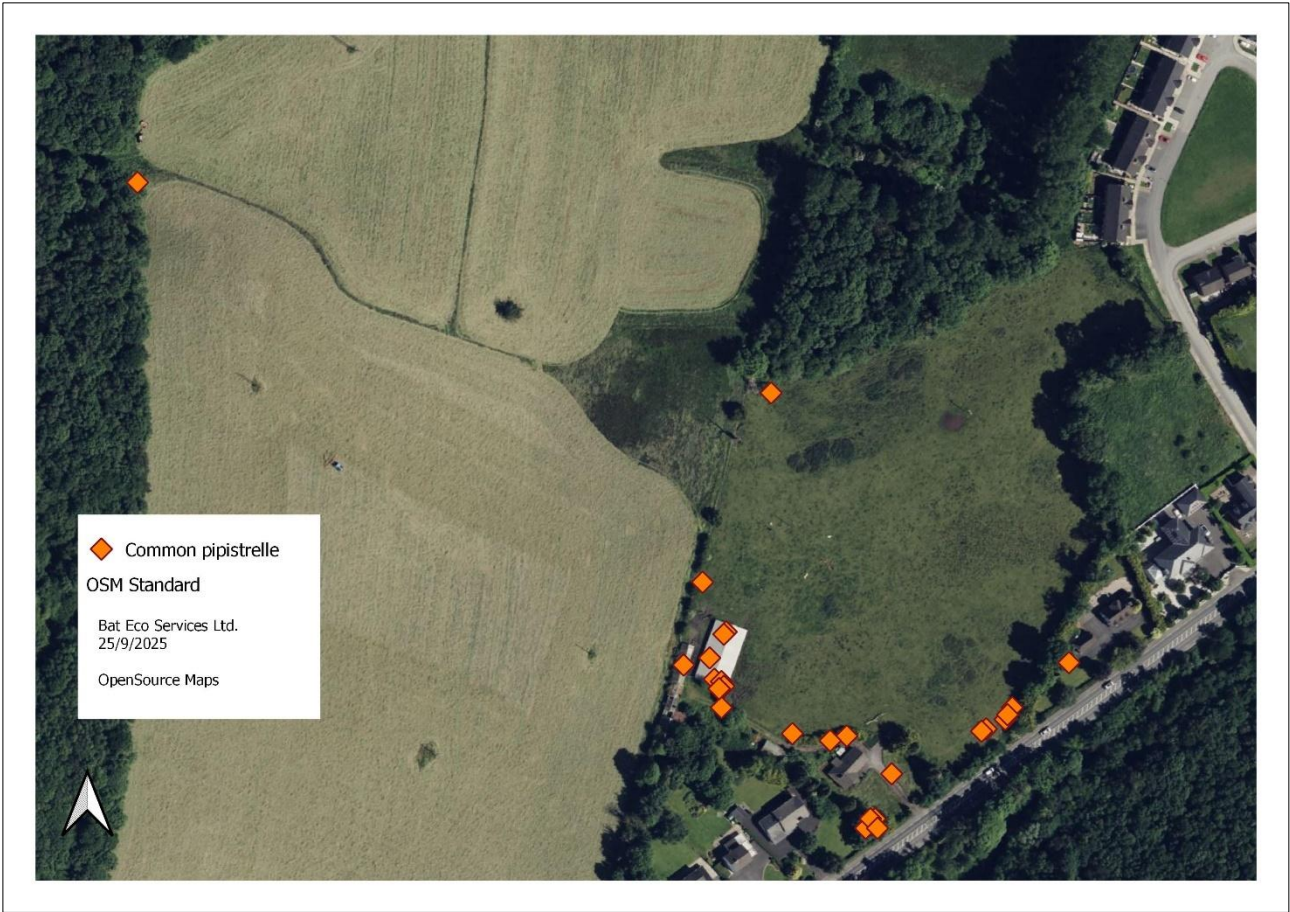 Common pipistrelle
OSM Standard
Bat Eco Services Ltd.
25/9/2025
OpenSource Maps